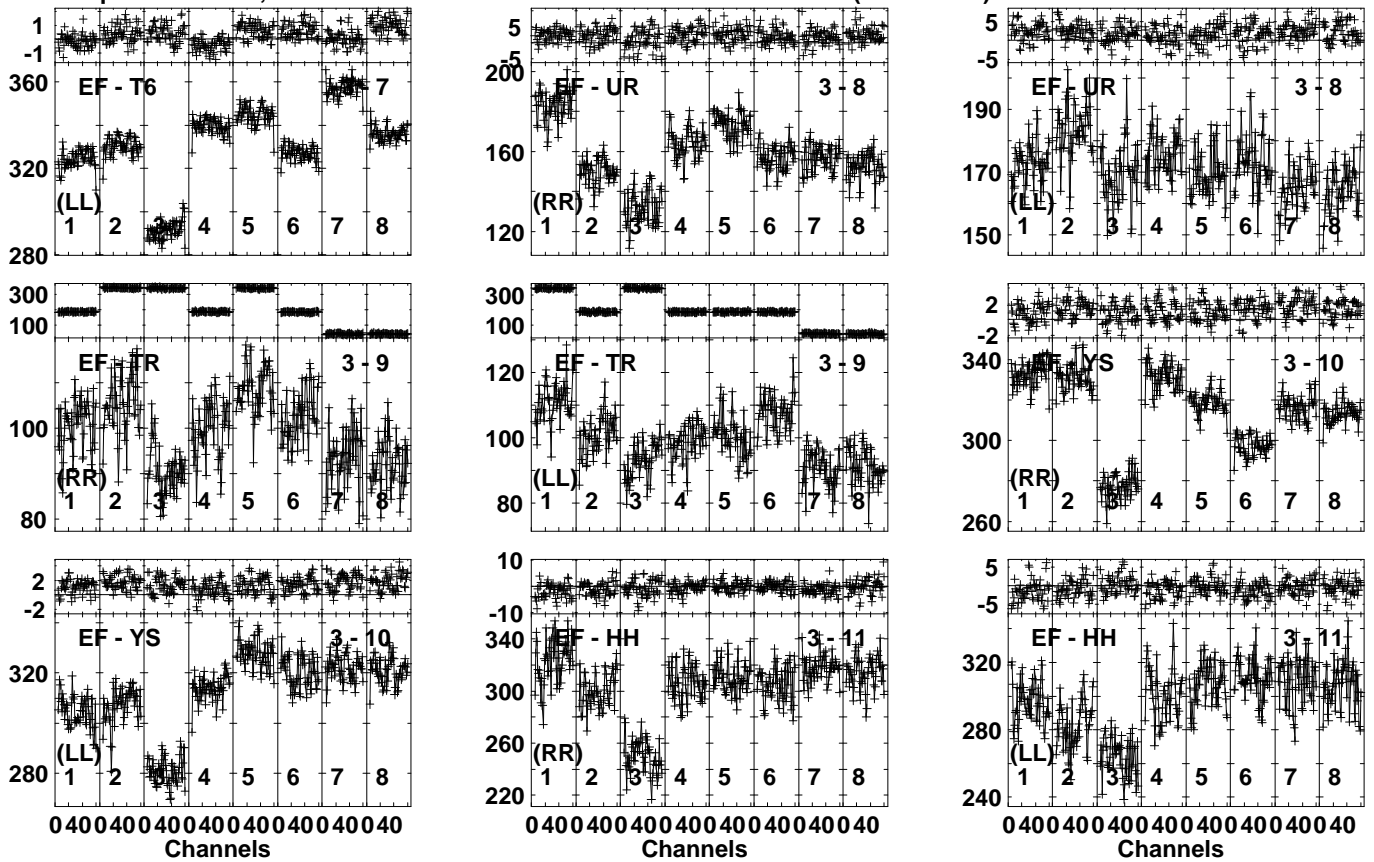 1
-1
360
320
280
EF - T6
- 7
(LL)
1 2 3 4 5 6 7 8
5
-5
200
160
120
EF - UR
3 - 8
(RR)
1 2 3 4 5 6 7 8
5
-5
190
170
150
EF - UR
3 - 8
(LL)
1 2 3 4 5 6 7 8
300
100
100
80
EF - TR
3 - 9
(RR)
1 2 3 4 5 6 7 8
300
100
120
100
80
EF - TR
3 - 9
(LL)
1 2 3 4 5 6 7 8
2
-2
340
300
260
EF - YS
3 - 10
(RR)
1 2 3 4 5 6 7 8
2
-2
320
280
EF - YS
3 - 10
(LL)
1 2 3 4 5 6 7 8
0 40 0 40 0 40 0 40 0 40 0 40 0 40 0 40
Channels
10
-10
340
300
260
220
EF - HH
3 - 11
(RR)
1 2 3 4 5 6 7 8
0 40 0 40 0 40 0 40 0 40 0 40 0 40 0 40
Channels
5
-5
320
280
240
EF - HH
3 - 11
(LL)
1 2 3 4 5 6 7 8
0 40 0 40 0 40 0 40 0 40 0 40 0 40 0 40
Channels